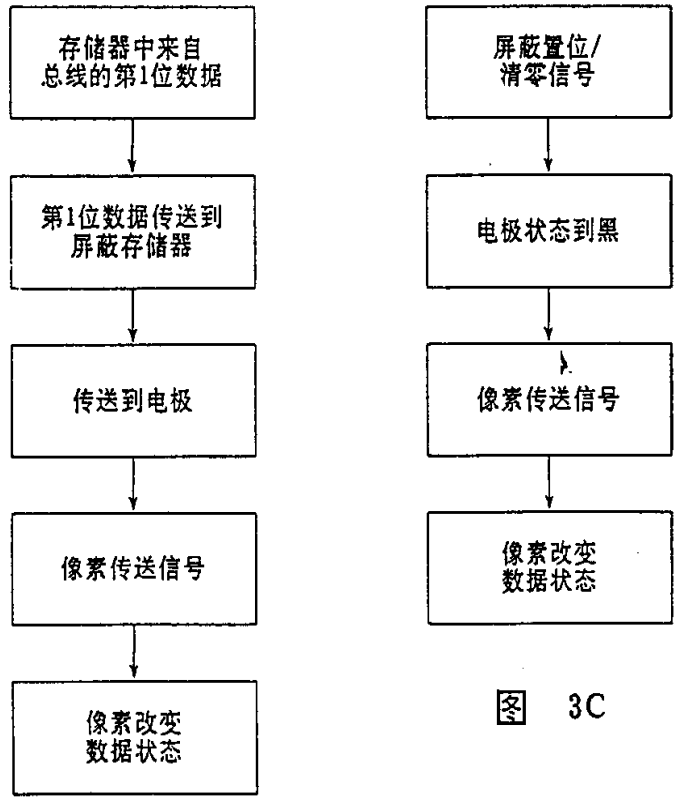 存储器中来自
总线的第1位数据
第1位数据传送到
屏蔽存储器
传送到电极
像素传送信号
像素改变
数据状态
屏蔽置位/
清零信号
电极状态到黑
像素传送信号
像素改变
数据状态
图 3C